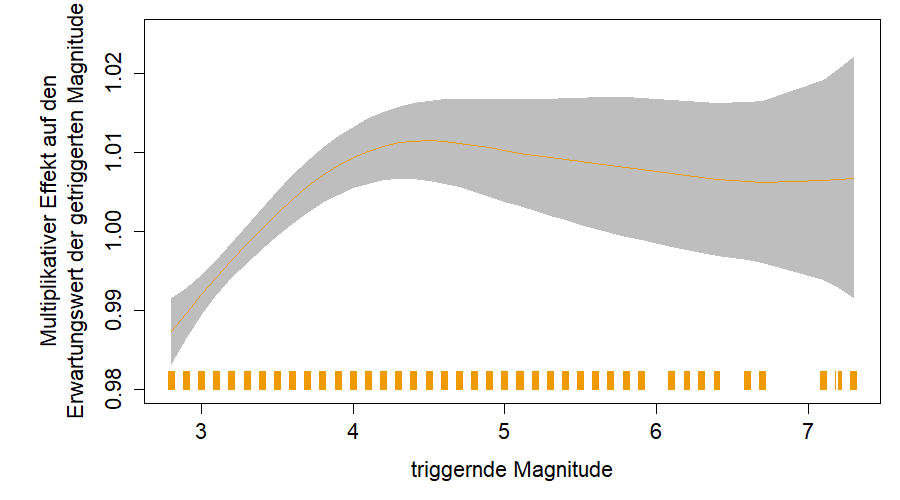 Multiplikativer Effekt auf den
Erwartungswert der getriggerten Magnitude
1.02
1.01
1.00
0.99
0.98
3 4 5 6 7
triggernde Magnitude